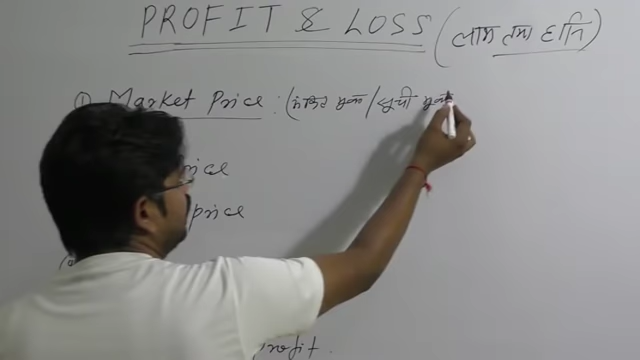 PROFIT & LOSS (लाभ तथा हानि)
① Market Price : (अंकित मूल्य / सूची मूल्य
price
price
profit.